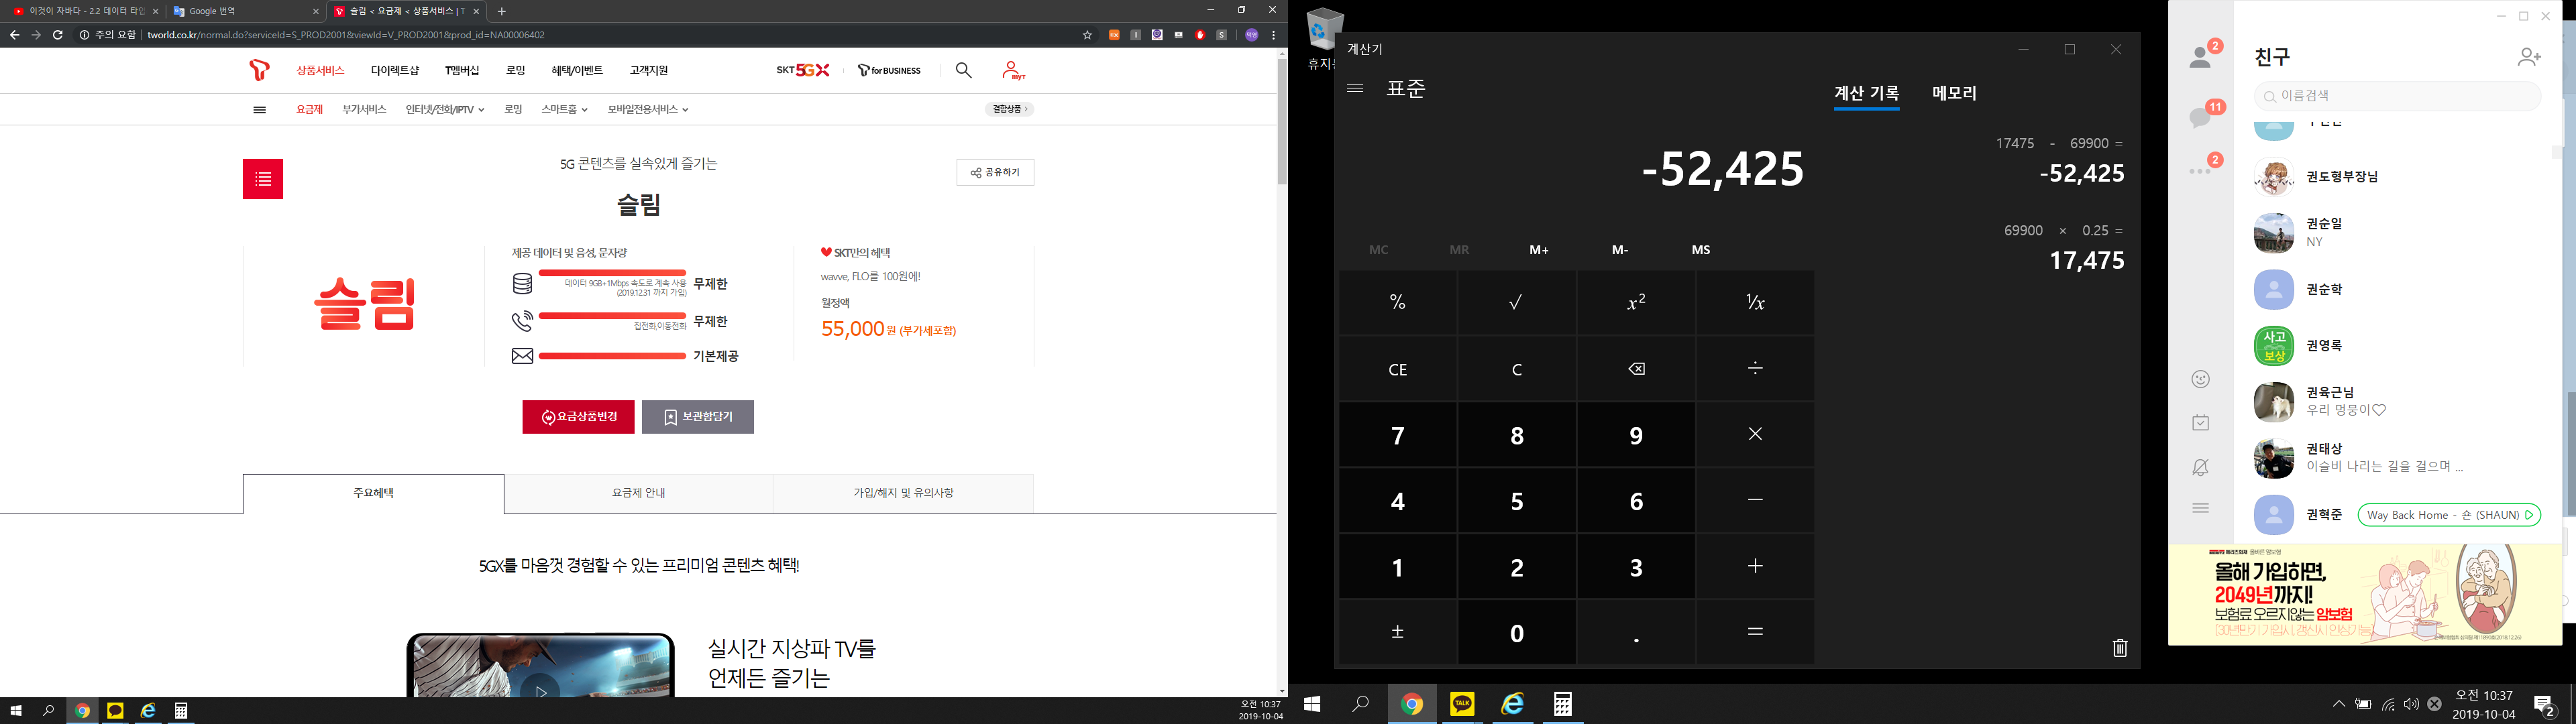 이것이 자바다 - 2.2 데이터 타입
Google 번역
슬림 < 요금제 < 상품서비스 | T
주의 요함
tworld.co.kr/normal.do?serviceId=S_PROD2001&viewId=V_PROD2001&prod_id=NA00006402
상품서비스 다이렉트샵 T멤버십 로밍 혜택/이벤트 고객지원 SKT 5GX T for BUSINESS myT
요금제 부가서비스 인터넷/전화/IPTV 로밍 스마트홈 모바일전용서비스 결합상품
5G 콘텐츠를 실속있게 즐기는
공유하기
슬림
슬림
제공 데이터 및 음성, 문자량
데이터 9GB+1Mbps 속도로 계속 사용
(2019.12.31 까지 가입)
무제한
집전화,이동전화
무제한
기본제공
SKT만의 혜택
wavve, FLO를 100원에!
월정액
55,000원 (부가세포함)
요금상품변경
보관함담기
주요혜택 요금제 안내 가입/해지 및 유의사항
5GX를 마음껏 경험할 수 있는 프리미엄 콘텐츠 혜택!
실시간 지상파 TV를
언제든 즐기는
오전 10:37
2019-10-04
계산기
표준
계산 기록 메모리
-52,425
17475 - 69900 =
-52,425
69900 × 0.25 =
17,475
MC MR M+ M- MS
% √ x² ¹/x
CE C ÷
7 8 9 ×
4 5 6 −
1 2 3 +
± 0 . =
2
11
2
친구
이름검색
권도형부장님
권순일
NY
권순학
사고
보상
권영록
권육근님
우리 멍뭉이♡
권태상
이슬비 나리는 길을 걸으며 ...
권혁준
Way Back Home - 숀 (SHAUN)
올해 가입하면,
2049년까지!
보험료 오르지않는 암보험
TALK
오전 10:37
2019-10-04
2